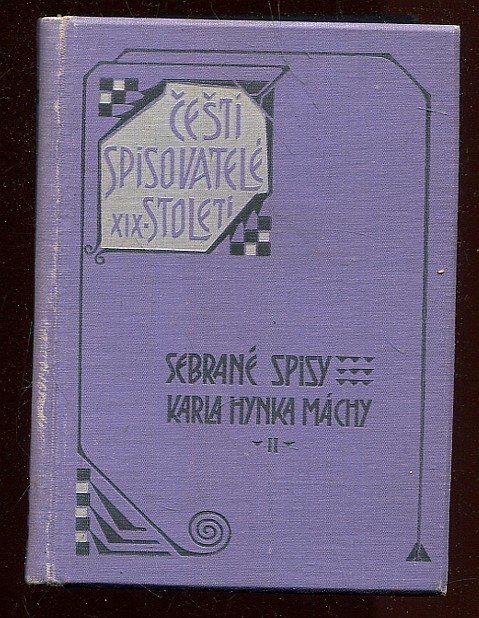 ČEŠTÍ
SPISOVATELÉ
XIX·STOLETÍ
SEBRANÉ SPISY
KARLA HYNKA MÁCHY
II